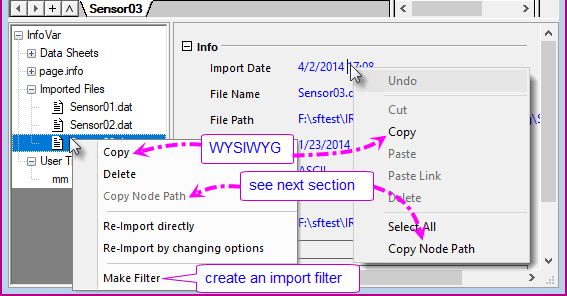 Sensor03
InfoVar
Data Sheets
page.info
Imported Files
Sensor01.dat
Sensor02.dat
User T
mm
Info
Import Date 4/2/2014 17:08
File Name Sensor03.d
File Path F:\sftest\IR
1/23/2014
ASCII
F:\sftest\IR
Copy
Delete
Copy Node Path
Re-Import directly
Re-Import by changing options
Make Filter
WYSIWYG
see next section
create an import filter
Undo
Cut
Copy
Paste
Paste Link
Delete
Select All
Copy Node Path